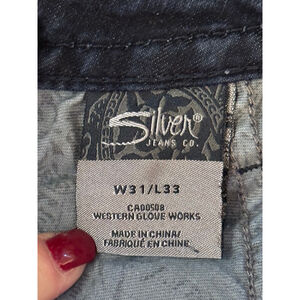 Silver®
JEANS CO.
W31/L33
CA00508
WESTERN GLOVE WORKS
MADE IN CHINA/
FABRIQUÉ EN CHINE